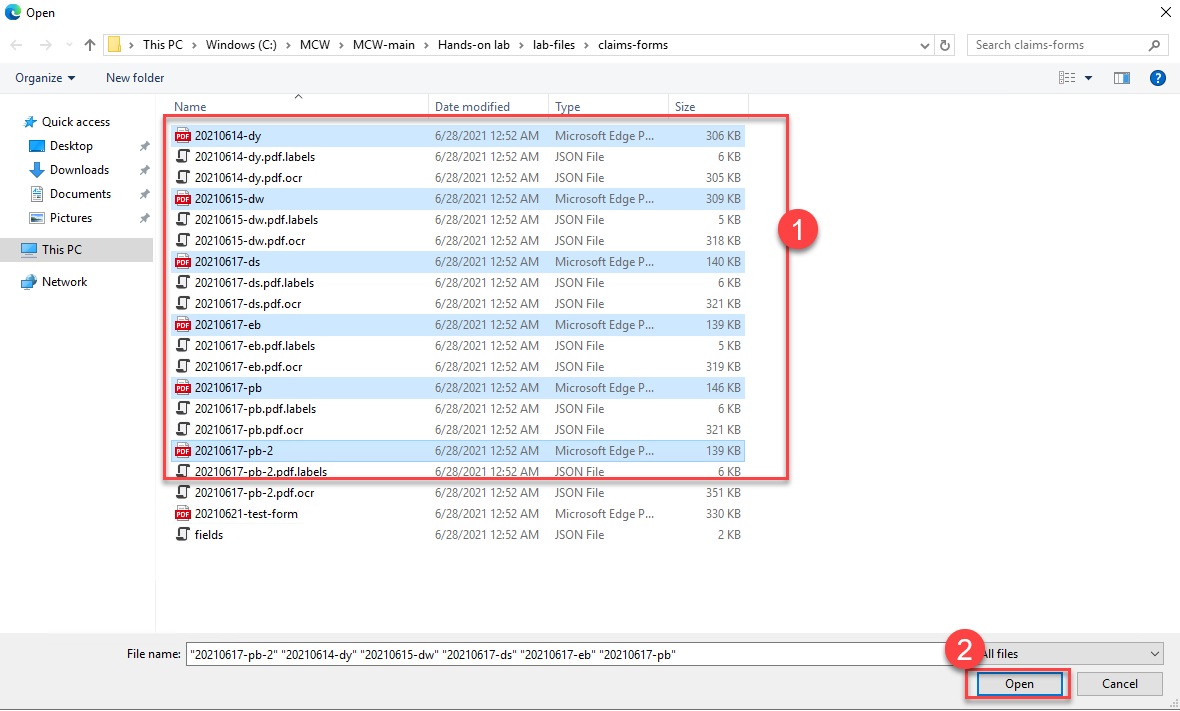 Open
This PC > Windows (C:) > MCW > MCW-main > Hands-on lab > lab-files > claims-forms
Search claims-forms
Organize
New folder
Quick access
Desktop
Downloads
Documents
Pictures
This PC
Network
Name Date modified Type Size
20210614-dy 6/28/2021 12:52 AM Microsoft Edge P... 306 KB
20210614-dy.pdf.labels 6/28/2021 12:52 AM JSON File 6 KB
20210614-dy.pdf.ocr 6/28/2021 12:52 AM JSON File 305 KB
20210615-dw 6/28/2021 12:52 AM Microsoft Edge P... 309 KB
20210615-dw.pdf.labels 6/28/2021 12:52 AM JSON File 5 KB
20210615-dw.pdf.ocr 6/28/2021 12:52 AM JSON File 318 KB
20210617-ds 6/28/2021 12:52 AM Microsoft Edge P... 140 KB
20210617-ds.pdf.labels 6/28/2021 12:52 AM JSON File 6 KB
20210617-ds.pdf.ocr 6/28/2021 12:52 AM JSON File 321 KB
20210617-eb 6/28/2021 12:52 AM Microsoft Edge P... 139 KB
20210617-eb.pdf.labels 6/28/2021 12:52 AM JSON File 5 KB
20210617-eb.pdf.ocr 6/28/2021 12:52 AM JSON File 319 KB
20210617-pb 6/28/2021 12:52 AM Microsoft Edge P... 146 KB
20210617-pb.pdf.labels 6/28/2021 12:52 AM JSON File 6 KB
20210617-pb.pdf.ocr 6/28/2021 12:52 AM JSON File 321 KB
20210617-pb-2 6/28/2021 12:52 AM Microsoft Edge P... 139 KB
20210617-pb-2.pdf.labels 6/28/2021 12:52 AM JSON File 6 KB
20210617-pb-2.pdf.ocr 6/28/2021 12:52 AM JSON File 351 KB
20210621-test-form 6/28/2021 12:52 AM Microsoft Edge P... 330 KB
fields 6/28/2021 12:52 AM JSON File 2 KB
1
File name: "20210617-pb-2" "20210614-dy" "20210615-dw" "20210617-ds" "20210617-eb" "20210617-pb"
All files
2
Open
Cancel